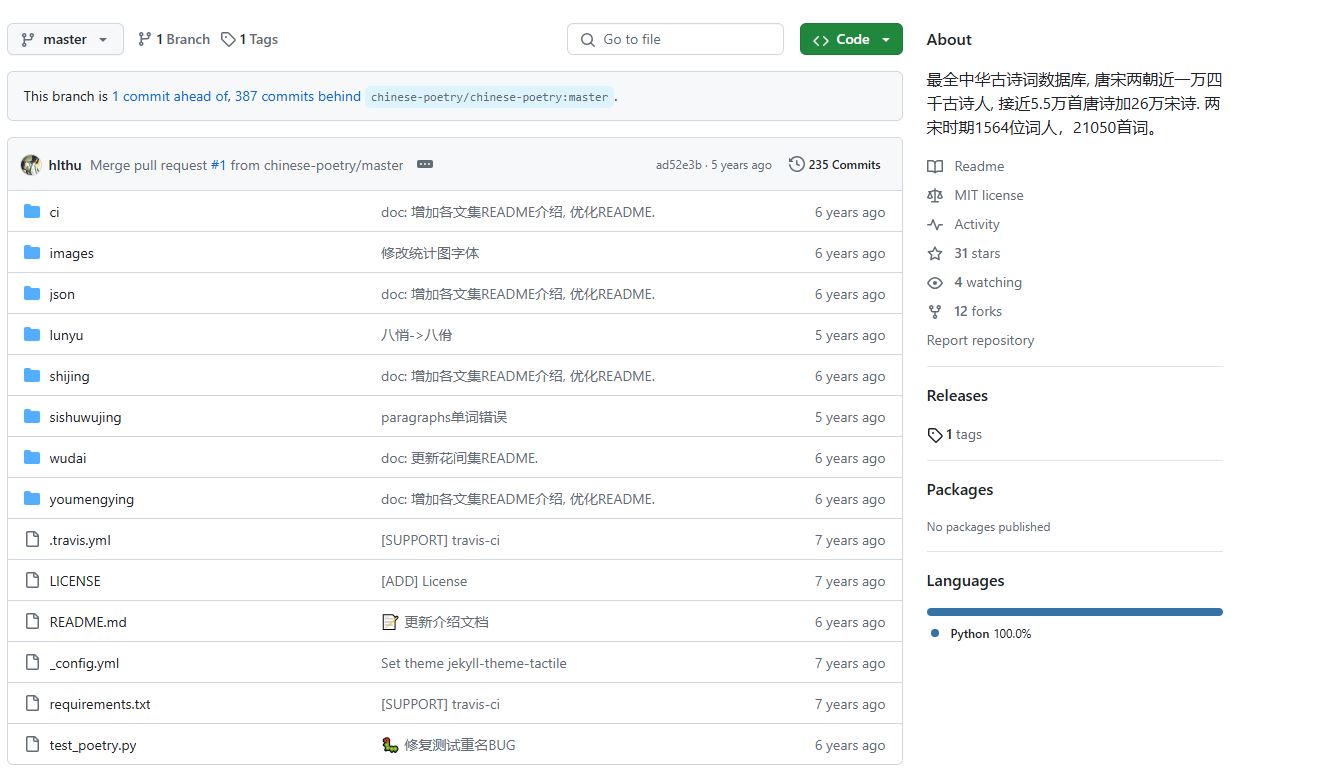 master
1 Branch
1 Tags
Go to file
Code
This branch is 1 commit ahead of, 387 commits behind chinese-poetry/chinese-poetry:master .
hlthu Merge pull request #1 from chinese-poetry/master
ad52e3b · 5 years ago
235 Commits
ci doc: 增加各文集README介绍, 优化README. 6 years ago
images 修改统计图字体 6 years ago
json doc: 增加各文集README介绍, 优化README. 6 years ago
lunyu 八悄->八佾 5 years ago
shijing doc: 增加各文集README介绍, 优化README. 6 years ago
sishuwujing paragraphs单词错误 5 years ago
wudai doc: 更新花间集README. 6 years ago
youmengying doc: 增加各文集README介绍, 优化README. 6 years ago
.travis.yml [SUPPORT] travis-ci 7 years ago
LICENSE [ADD] License 7 years ago
README.md 📝 更新介绍文档 6 years ago
_config.yml Set theme jekyll-theme-tactile 7 years ago
requirements.txt [SUPPORT] travis-ci 7 years ago
test_poetry.py 🐛 修复测试重名BUG 6 years ago
About
最全中华古诗词数据库, 唐宋两朝近一万四
千古诗人, 接近5.5万首唐诗加26万宋诗. 两
宋时期1564位词人，21050首词。
Readme
MIT license
Activity
31 stars
4 watching
12 forks
Report repository
Releases
1 tags
Packages
No packages published
Languages
Python 100.0%